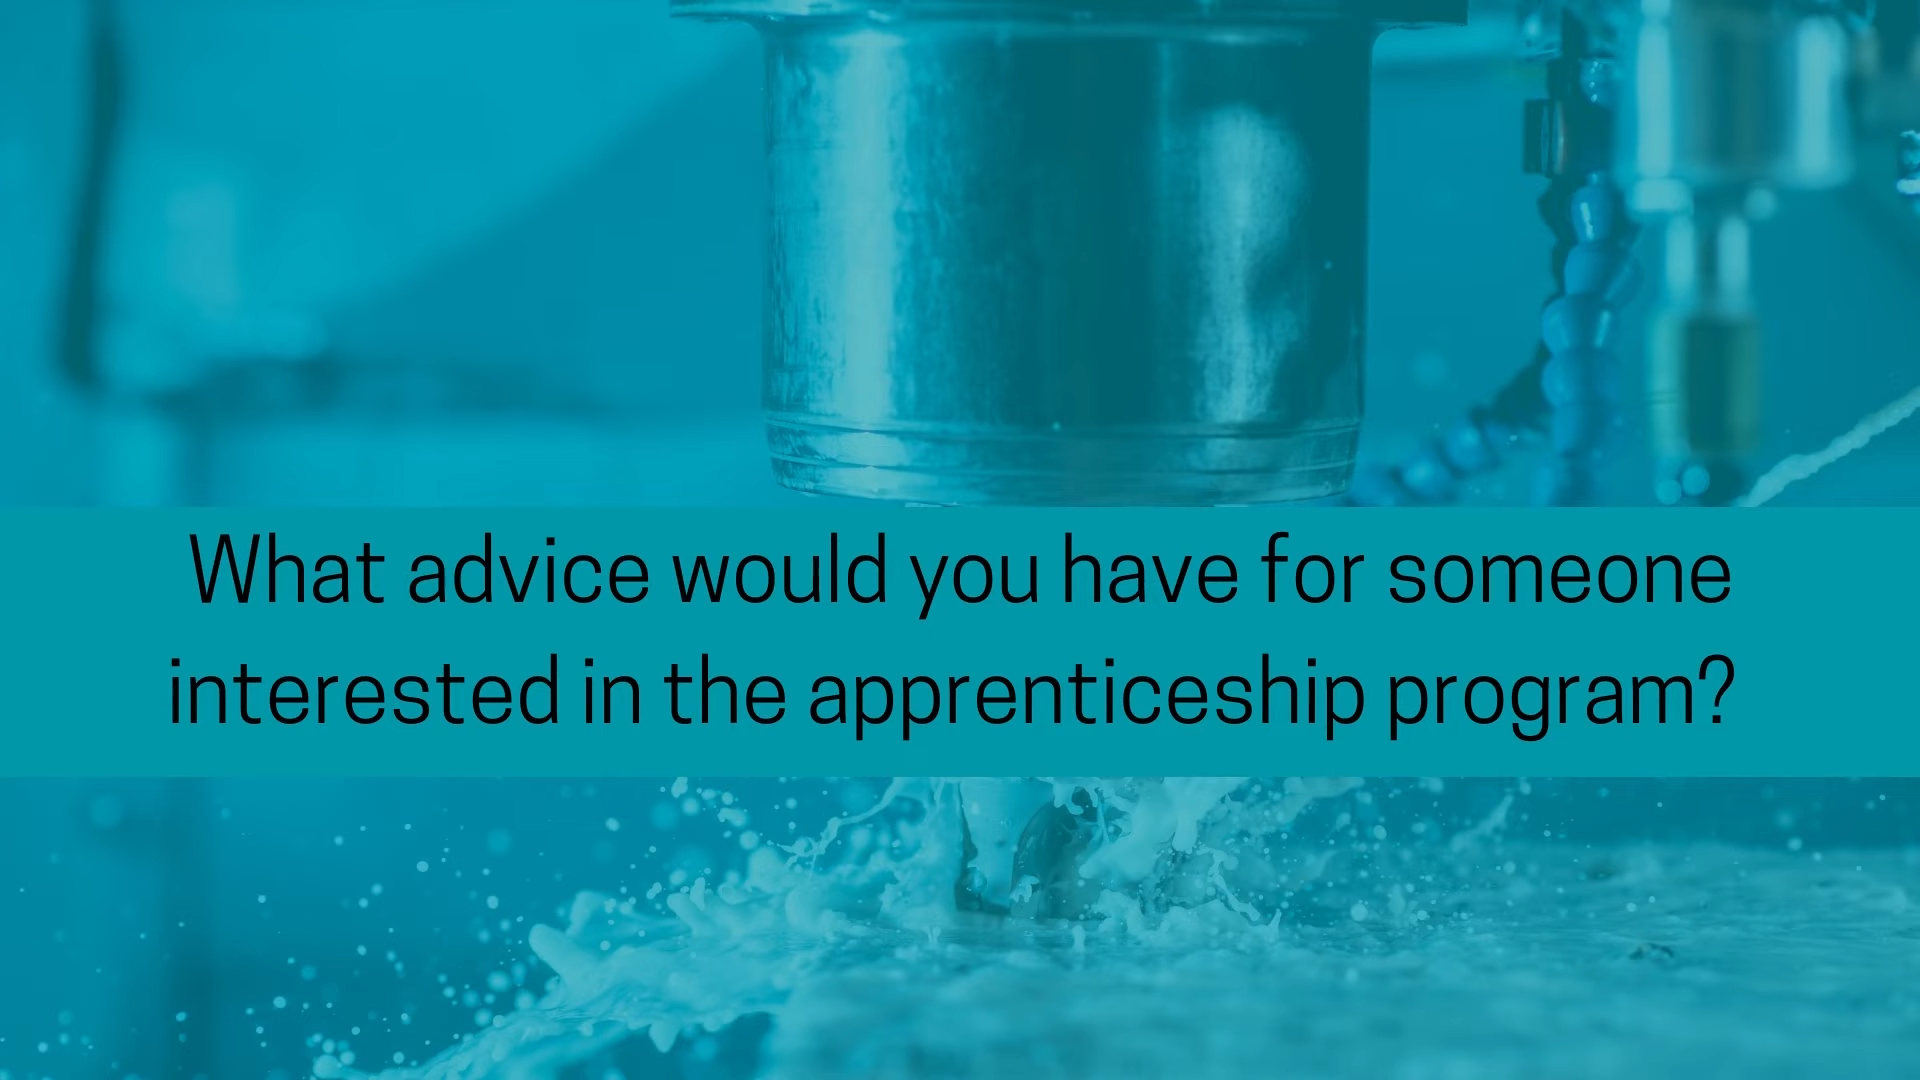 What advice would you have for someone
interested in the apprenticeship program?